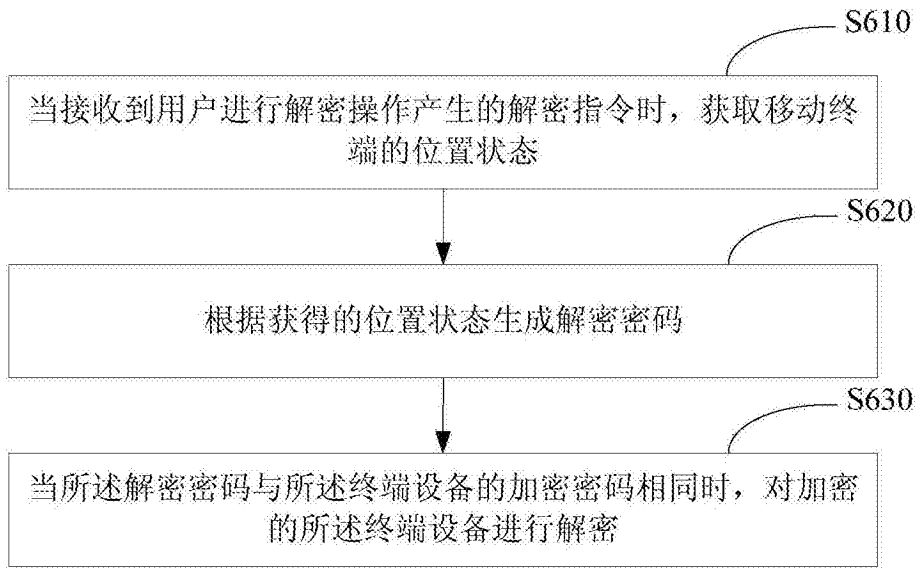 S610
当接收到用户进行解密操作产生的解密指令时，获取移动终
端的位置状态
S620
根据获得的位置状态生成解密密码
S630
当所述解密密码与所述终端设备的加密密码相同时，对加密
的所述终端设备进行解密